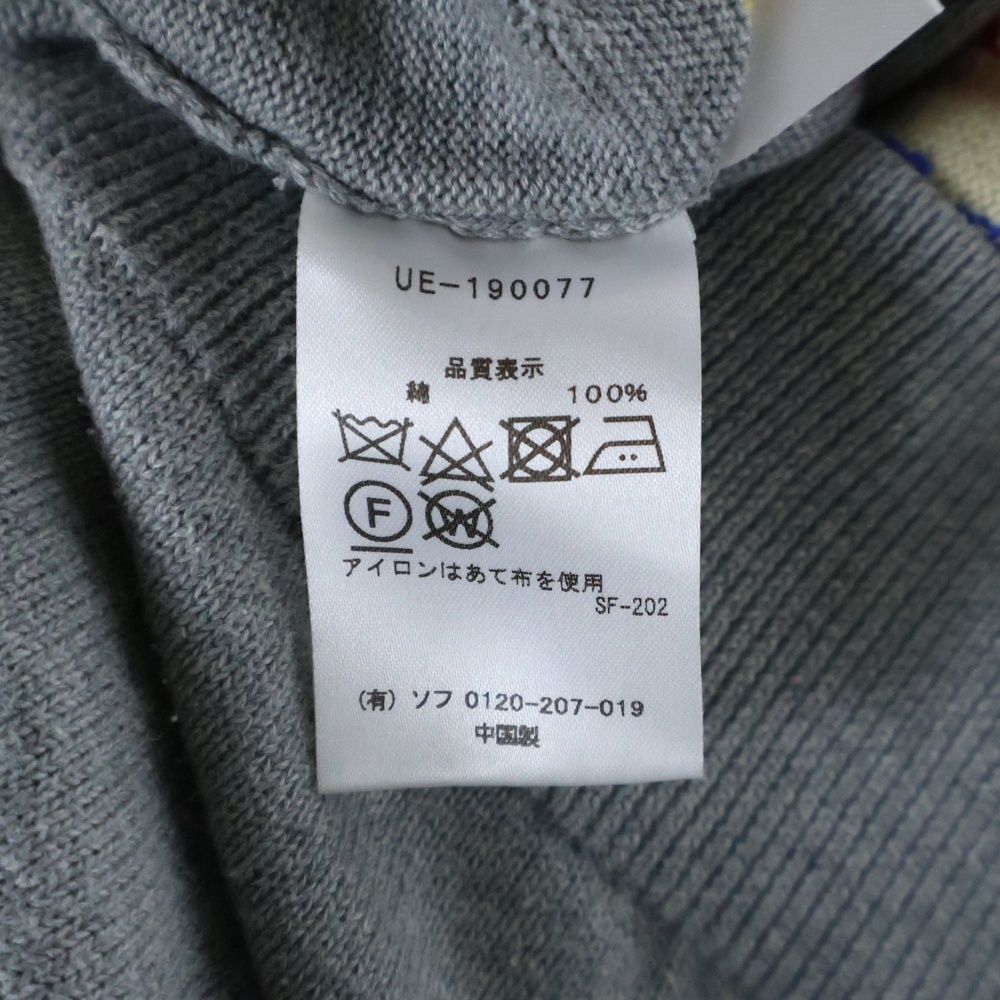 UE-190077
品質表示
綿 100%
F W
アイロンはあて布を使用
SF-202
(有) ソフ 0120-207-019
中国製